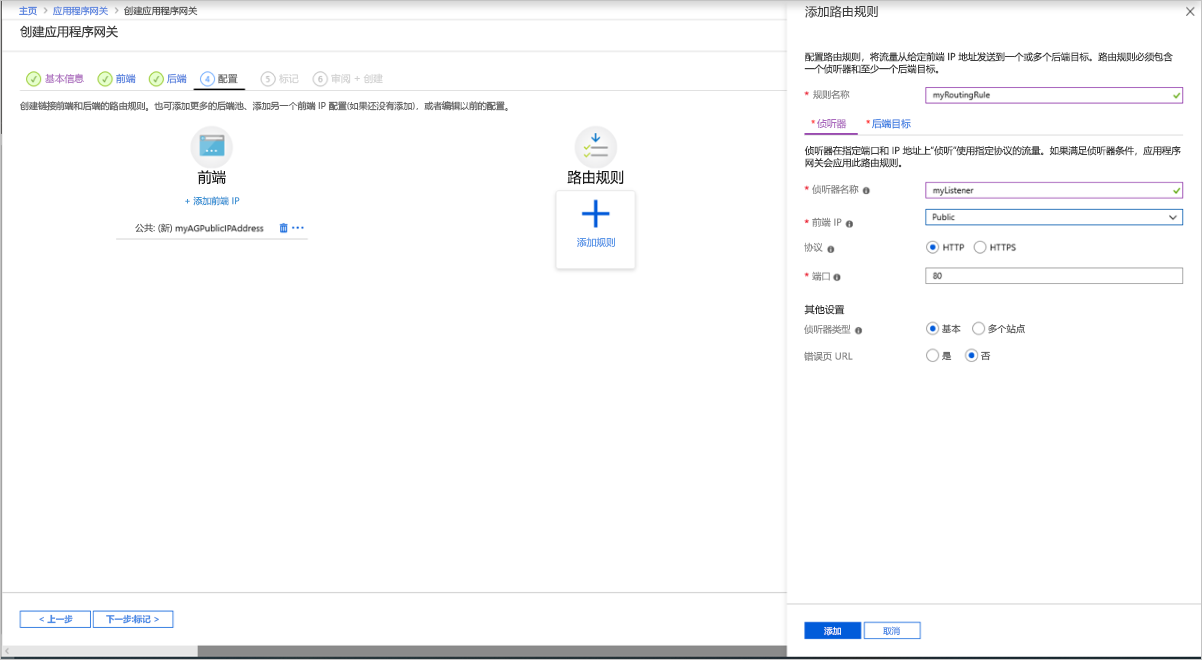 主页 > 应用程序网关 > 创建应用程序网关
创建应用程序网关
基本信息 前端 后端 4 配置 5 标记 6 审阅 + 创建
创建链接前端和后端的路由规则。也可添加更多的后端池、添加另一个前端 IP 配置(如果还没有添加)，或者编辑以前的配置。
前端
+ 添加前端 IP
公共: (新) myAGPublicIPAddress
路由规则
添加规则
< 上一步
下一步:标记 >
添加路由规则
配置路由规则，将流量从给定前端 IP 地址发送到一个或多个后端目标。路由规则必须包含
一个侦听器和至少一个后端目标。
* 规则名称 myRoutingRule
* 侦听器 * 后端目标
侦听器在指定端口和 IP 地址上“侦听”使用指定协议的流量。如果满足侦听器条件，应用程序
网关会应用此路由规则。
* 侦听器名称 myListener
* 前端 IP Public
协议 HTTP HTTPS
* 端口 80
其他设置
侦听器类型 基本 多个站点
错误页 URL 是 否
添加 取消